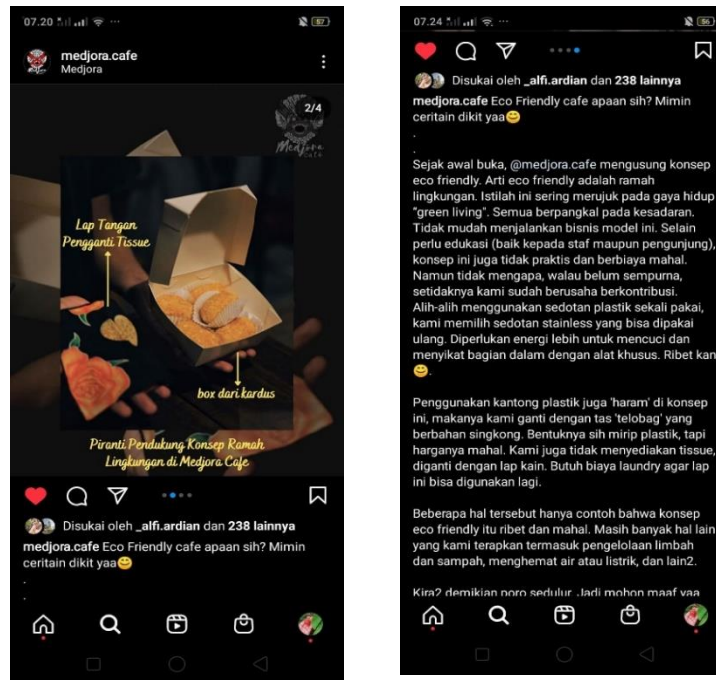 07.20
57
medjora.cafe
Medjora
2/4
Medjora
CAFE
Lap Tangan
Pengganti Tissue
box dari kardus
Piranti Pendukung Konsep Ramah
Lingkungan di Medjora Cafe
Disukai oleh _alfi.ardian dan 238 lainnya
medjora.cafe Eco Friendly cafe apaan sih? Mimin
ceritain dikit yaa😊
.
.
07.24
56
Disukai oleh _alfi.ardian dan 238 lainnya
medjora.cafe Eco Friendly cafe apaan sih? Mimin
ceritain dikit yaa😊
.
.
Sejak awal buka, @medjora.cafe mengusung konsep
eco friendly. Arti eco friendly adalah ramah
lingkungan. Istilah ini sering merujuk pada gaya hidup
"green living". Semua berpangkal pada kesadaran.
Tidak mudah menjalankan bisnis model ini. Selain
perlu edukasi (baik kepada staf maupun pengunjung),
konsep ini juga tidak praktis dan berbiaya mahal.
Namun tidak mengapa, walau belum sempurna,
setidaknya kami sudah berusaha berkontribusi.
Alih-alih menggunakan sedotan plastik sekali pakai,
kami memilih sedotan stainless yang bisa dipakai
ulang. Diperlukan energi lebih untuk mencuci dan
menyikat bagian dalam dengan alat khusus. Ribet kan
😊.
Penggunakan kantong plastik juga 'haram' di konsep
ini, makanya kami ganti dengan tas 'telobag' yang
berbahan singkong. Bentuknya sih mirip plastik, tapi
harganya mahal. Kami juga tidak menyediakan tissue,
diganti dengan lap kain. Butuh biaya laundry agar lap
ini bisa digunakan lagi.
Beberapa hal tersebut hanya contoh bahwa konsep
eco friendly itu ribet dan mahal. Masih banyak hal lain
yang kami terapkan termasuk pengelolaan limbah
dan sampah, menghemat air atau listrik, dan lain2.
Kira2 demikian poro sedulur. Jadi mohon maaf yaa